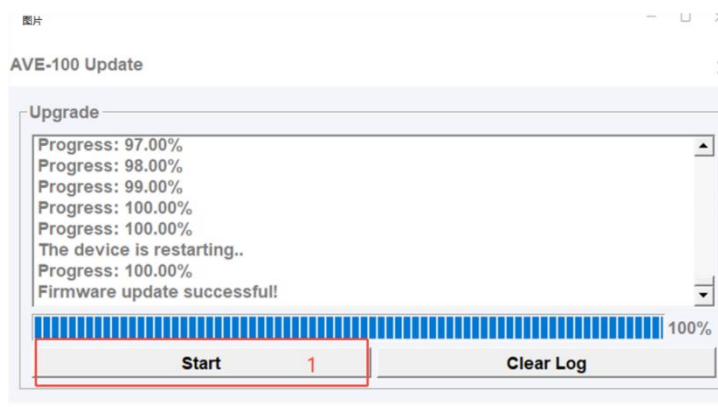 图片
AVE-100 Update
Upgrade
Progress: 97.00%
Progress: 98.00%
Progress: 99.00%
Progress: 100.00%
Progress: 100.00%
The device is restarting..
Progress: 100.00%
Firmware update successful!
100%
Start 1 Clear Log